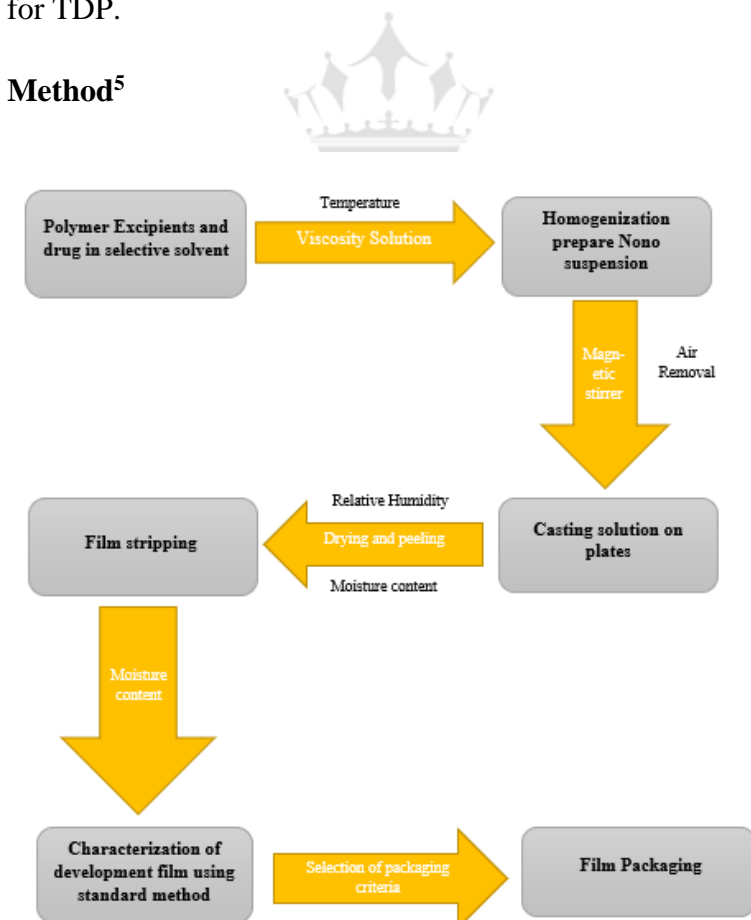 for TDP.
Method⁵
Polymer Excipients and
drug in selective solvent
Temperature
Viscosity Solution
Homogenization
prepare Nono
suspension
Magn-
etic
stirrer
Air
Removal
Casting solution on
plates
Relative Humidity
Drying and peeling
Moisture content
Film stripping
Moisture
content
Characterization of
development film using
standard method
Selection of packaging
criteria
Film Packaging